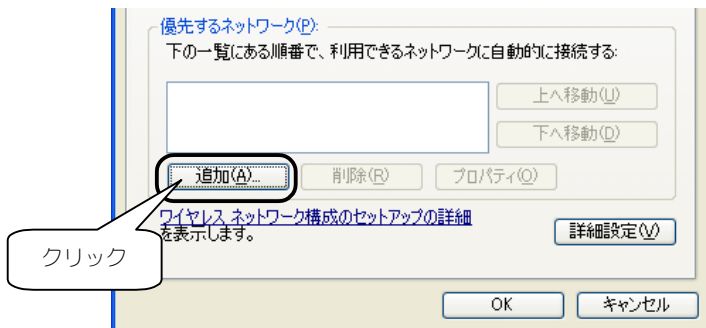 優先するネットワーク(P):
下の一覧にある順番で、利用できるネットワークに自動的に接続する:
上へ移動(U)
下へ移動(D)
追加(A)...
削除(R)
プロパティ(O)
ワイヤレス ネットワーク構成のセットアップの詳細
を表示します。
詳細設定(V)
クリック
OK
キャンセル